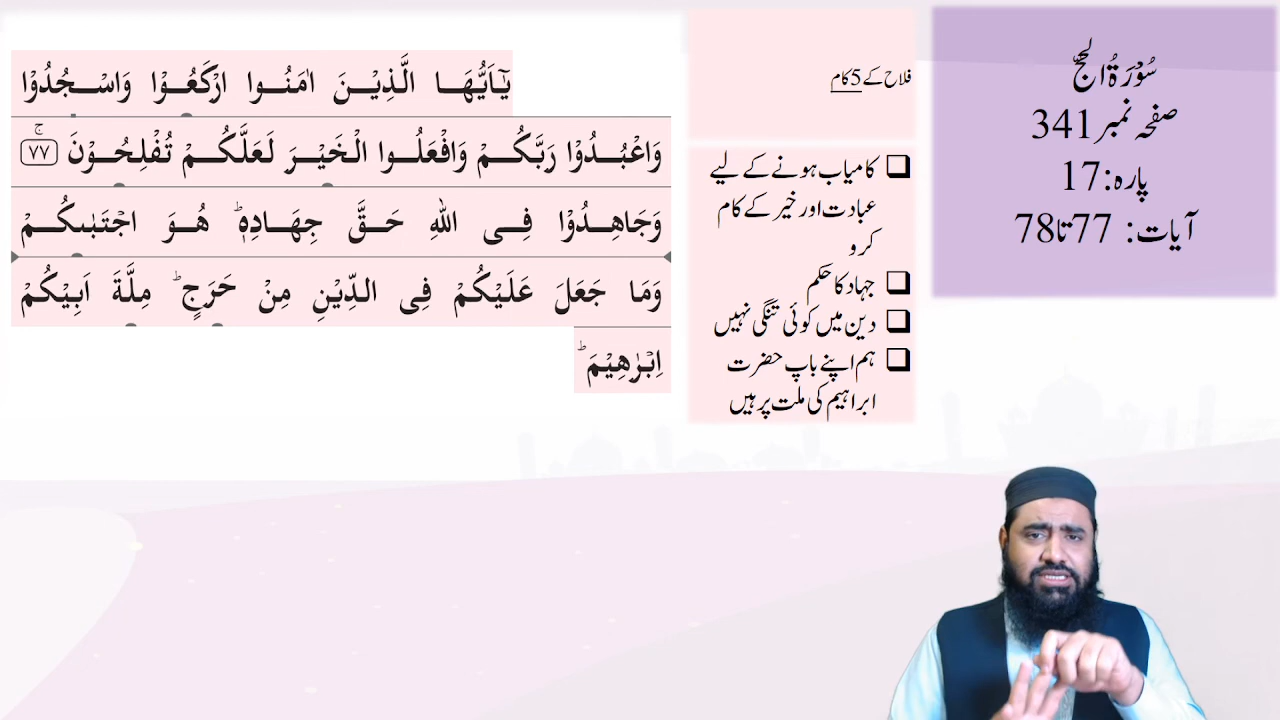 سُوْرَةُ الْحَجّ
صفحہ نمبر 341
پارہ: 17
آیات: 77 تا 78
فلاح کے 5 کام
❑ کامیاب ہونے کے لیے
عبادت اور خیر کے کام
کرو
❑ جہاد کا حکم
❑ دین میں کوئی تنگی نہیں
❑ ہم اپنے باپ حضرت
ابراہیم کی ملت پر ہیں
یٰۤاَیُّهَا الَّذِیْنَ اٰمَنُوا ارْكَعُوْا وَاسْجُدُوْا
وَاعْبُدُوْا رَبَّكُمْ وَافْعَلُوا الْخَیْرَ لَعَلَّكُمْ تُفْلِحُوْنَ ۚ ۷۷
وَجَاهِدُوْا فِی اللّٰهِ حَقَّ جِهَادِهٖ ؕ هُوَ اجْتَبٰىكُمْ
وَمَا جَعَلَ عَلَیْكُمْ فِی الدِّیْنِ مِنْ حَرَجٍ ؕ مِلَّةَ اَبِیْكُمْ
اِبْرٰهِیْمَ ؕ